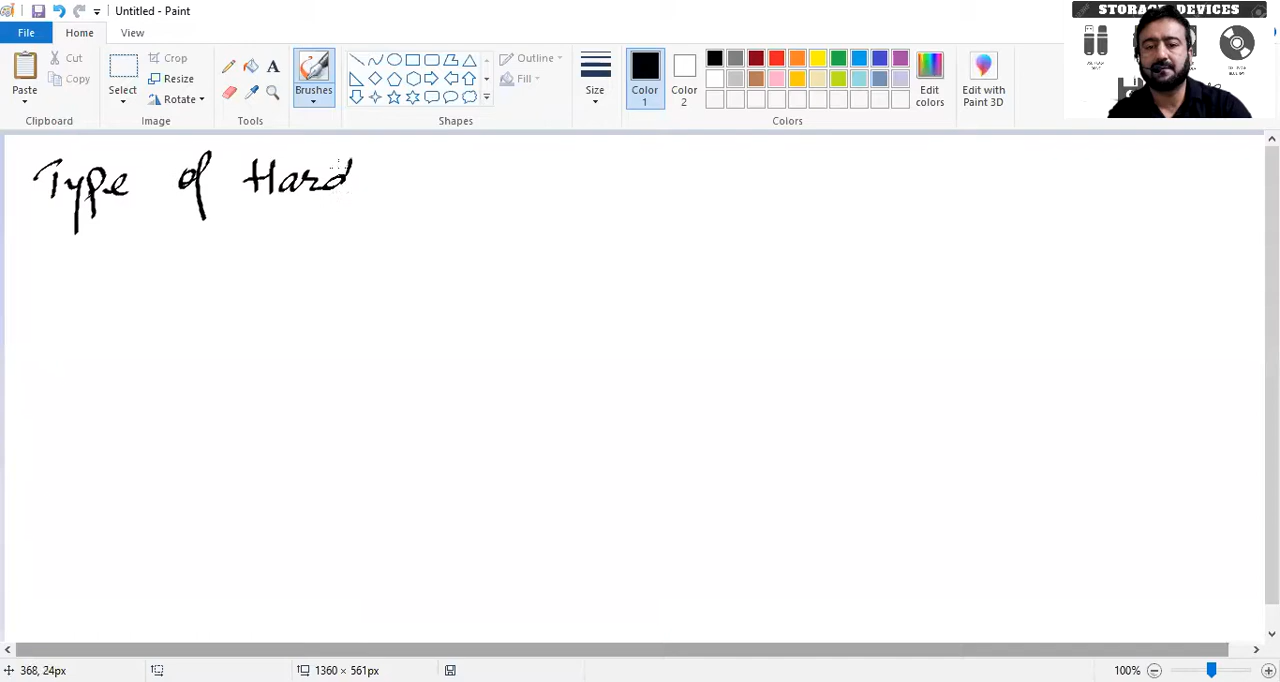 Untitled - Paint
File Home View
Paste
Cut
Copy
Clipboard
Select
Crop
Resize
Rotate
Image
A
Tools
Brushes
Shapes
Outline
Fill
Size
Color 1
Color 2
Colors
Edit colors
Edit with Paint 3D
STORAGE DEVICES
Type of Hard
368, 24px
1360 × 561px
100%